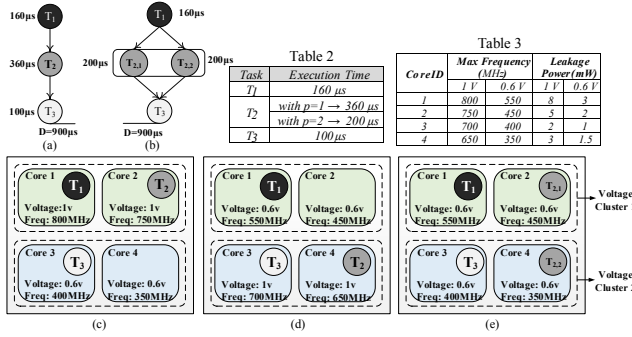 160µs
T1
360µs
T2
100µs
T3
D=900µs
(a)
160µs
T1
200µs
T2,1
T2,2
200µs
T3
D=900µs
(b)
Table 2
Task Execution Time
T1 160 µs
T2 with p=1 → 360 µs
with p=2 → 200 µs
T3 100µs
Table 3
CoreID Max Frequency (MHz) Leakage Power(mW)
1 V 0.6 V 1 V 0.6 V
1 800 550 8 3
2 750 450 5 2
3 700 400 2 1
4 650 350 3 1.5
Core 1
T1
Voltage:1v
Freq: 800MHz
Core 2
T2
Voltage: 1v
Freq: 750MHz
Core 3
T3
Voltage: 0.6v
Freq: 400MHz
Core 4
Voltage: 0.6v
Freq: 350MHz
(c)
Core 1
T1
Voltage:0.6v
Freq: 550MHz
Core 2
Voltage: 0.6v
Freq: 450MHz
Core 3
T3
Voltage: 1v
Freq: 700MHz
Core 4
T2
Voltage: 1v
Freq: 650MHz
(d)
Core 1
T1
Voltage:0.6v
Freq: 550MHz
Core 2
T2,1
Voltage: 0.6v
Freq: 450MHz
Core 3
T3
Voltage: 0.6v
Freq: 400MHz
Core 4
T2,2
Voltage: 0.6v
Freq: 350MHz
(e)
Voltage
Cluster
Voltage
Cluster